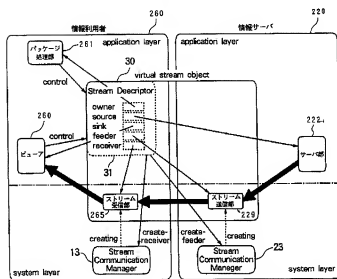 情報利用者
260
情報サーバ
220
パッケージ
処理部
261
application layer
application layer
30
virtual stream object
control
Stream Descriptor
owner
source
sink
feeder
receiver
260
control
ビューア
222
サーバ部
31
ストリーム
受信部
265
ストリーム
送信部
229
creating
create-
receiver
create-
feeder
creating
13
Stream
Communication
Manager
Stream
Communication
Manager
23
system layer
system layer